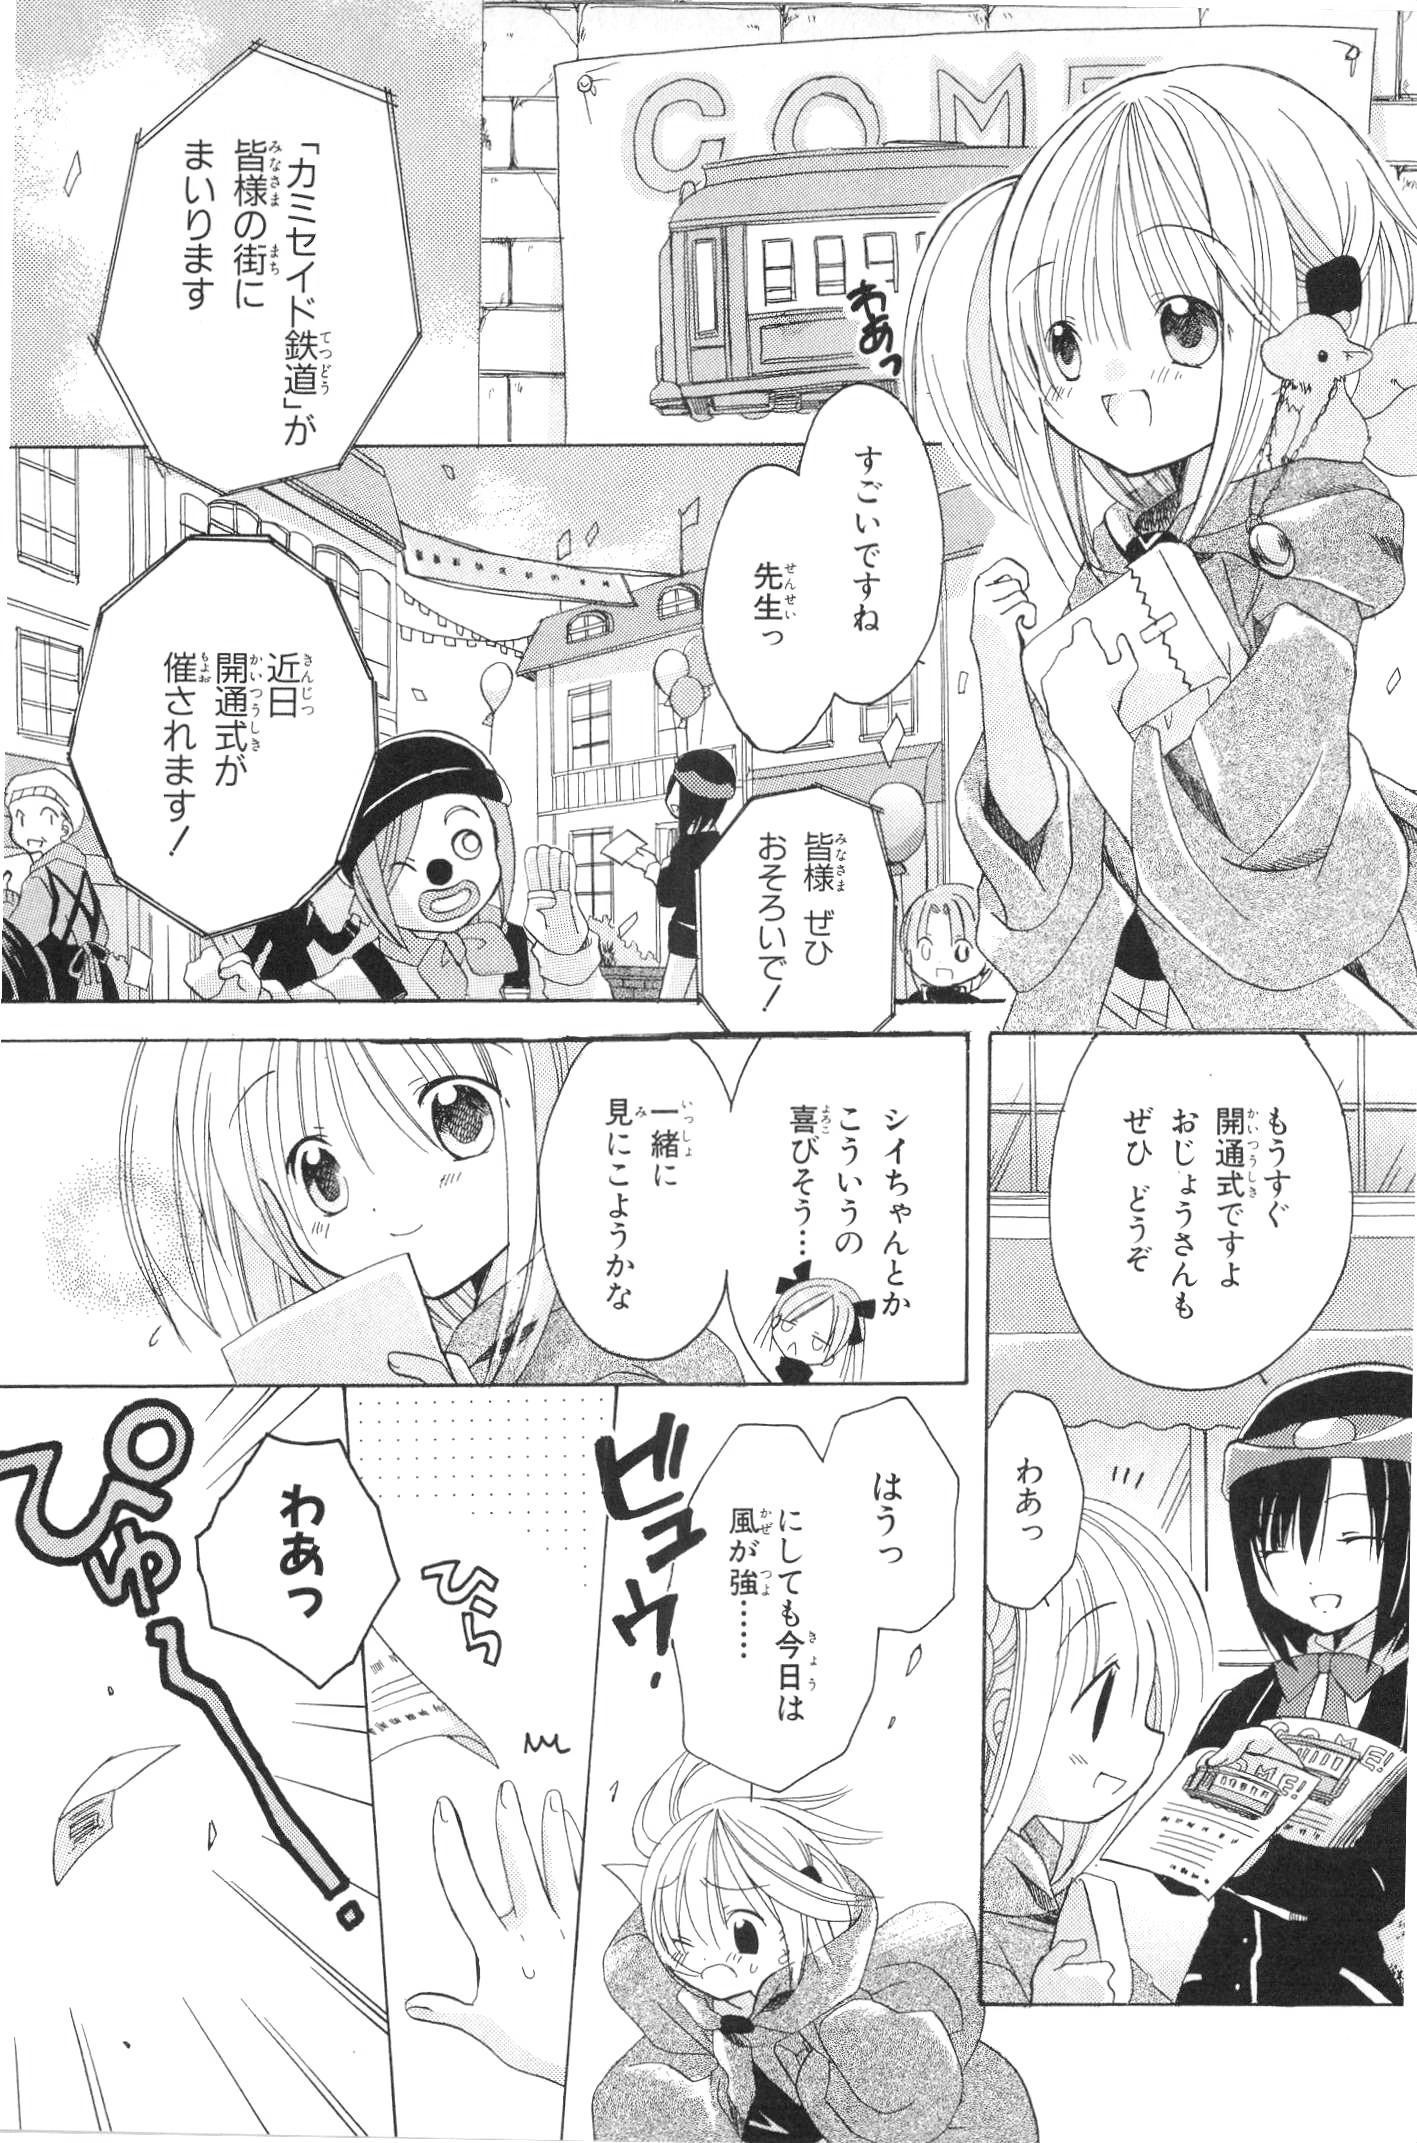 COME
わあっ
「カミセイド鉄道」が
皆様の街に
まいります
すごいですね
先生っ
近日
開通式が
催されます!
皆様 ぜひ
おそろいで!
もうすぐ
開通式ですよ
おじょうさんも
ぜひ どうぞ
わあっ
COME!
COME!
シイちゃんとか
こういうの
喜びそう…
一緒に
見にこようかな
はうっ
にしても今日は
風が強……
ビュウ・
ひら
わあっ
ぴゅーーっ